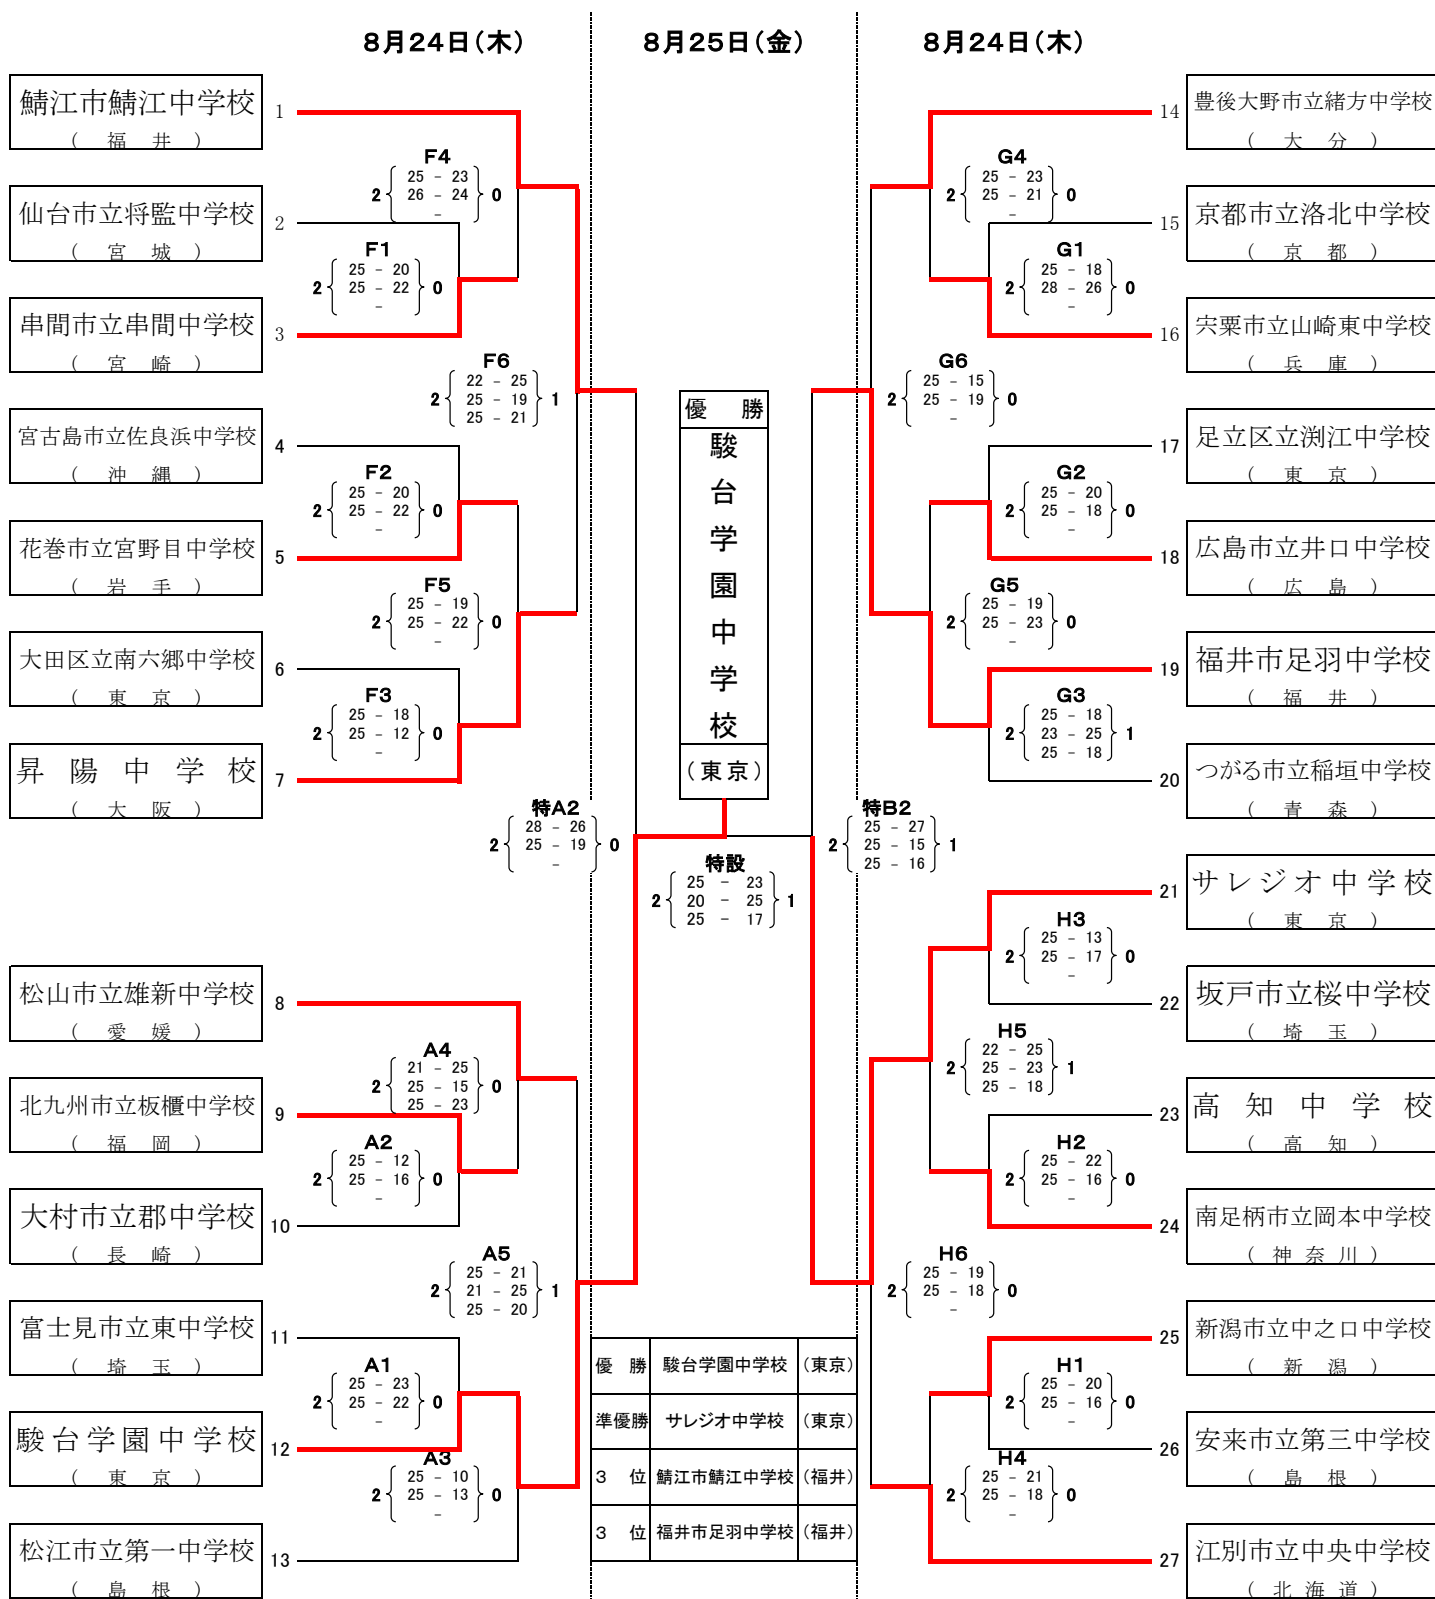 8月24日(木)
8月25日(金)
8月24日(木)
鯖江市鯖江中学校
( 福 井 )
1
仙台市立将監中学校
( 宮 城 )
2
串間市立串間中学校
( 宮 崎 )
3
宮古島市立佐良浜中学校
( 沖 縄 )
4
花巻市立宮野目中学校
( 岩 手 )
5
大田区立南六郷中学校
( 東 京 )
6
昇陽中学校
( 大 阪 )
7
松山市立雄新中学校
( 愛 媛 )
8
北九州市立板櫃中学校
( 福 岡 )
9
大村市立郡中学校
( 長 崎 )
10
富士見市立東中学校
( 埼 玉 )
11
駿台学園中学校
( 東 京 )
12
松江市立第一中学校
( 島 根 )
13
F4
25 - 23
2 26 - 24 0
-
F1
25 - 20
2 25 - 22 0
-
F6
22 - 25
2 25 - 19 1
25 - 21
F2
25 - 20
2 25 - 22 0
-
F5
25 - 19
2 25 - 22 0
-
F3
25 - 18
2 25 - 12 0
-
特A2
28 - 26
2 25 - 19 0
-
A4
21 - 25
2 25 - 15 0
25 - 23
A2
25 - 12
2 25 - 16 0
-
A5
25 - 21
2 21 - 25 1
25 - 20
A1
25 - 23
2 25 - 22 0
-
A3
25 - 10
2 25 - 13 0
-
優 勝
駿台学園中学校
(東京)
特設
25 - 23
2 20 - 25 1
25 - 17
優 勝 駿台学園中学校 (東京)
準優勝 サレジオ中学校 (東京)
3 位 鯖江市鯖江中学校 (福井)
3 位 福井市足羽中学校 (福井)
G4
25 - 23
2 25 - 21 0
-
G1
25 - 18
2 28 - 26 0
-
G6
25 - 15
2 25 - 19 0
-
G2
25 - 20
2 25 - 18 0
-
G5
25 - 19
2 25 - 23 0
-
G3
25 - 18
2 23 - 25 1
25 - 18
特B2
25 - 27
2 25 - 15 1
25 - 16
H3
25 - 13
2 25 - 17 0
-
H5
22 - 25
2 25 - 23 1
25 - 18
H2
25 - 22
2 25 - 16 0
-
H6
25 - 19
2 25 - 18 0
-
H1
25 - 20
2 25 - 16 0
-
H4
25 - 21
2 25 - 18 0
-
14
豊後大野市立緒方中学校
( 大 分 )
15
京都市立洛北中学校
( 京 都 )
16
宍粟市立山崎東中学校
( 兵 庫 )
17
足立区立渕江中学校
( 東 京 )
18
広島市立井口中学校
( 広 島 )
19
福井市足羽中学校
( 福 井 )
20
つがる市立稲垣中学校
( 青 森 )
21
サレジオ中学校
( 東 京 )
22
坂戸市立桜中学校
( 埼 玉 )
23
高知中学校
( 高 知 )
24
南足柄市立岡本中学校
( 神 奈 川 )
25
新潟市立中之口中学校
( 新 潟 )
26
安来市立第三中学校
( 島 根 )
27
江別市立中央中学校
( 北 海 道 )